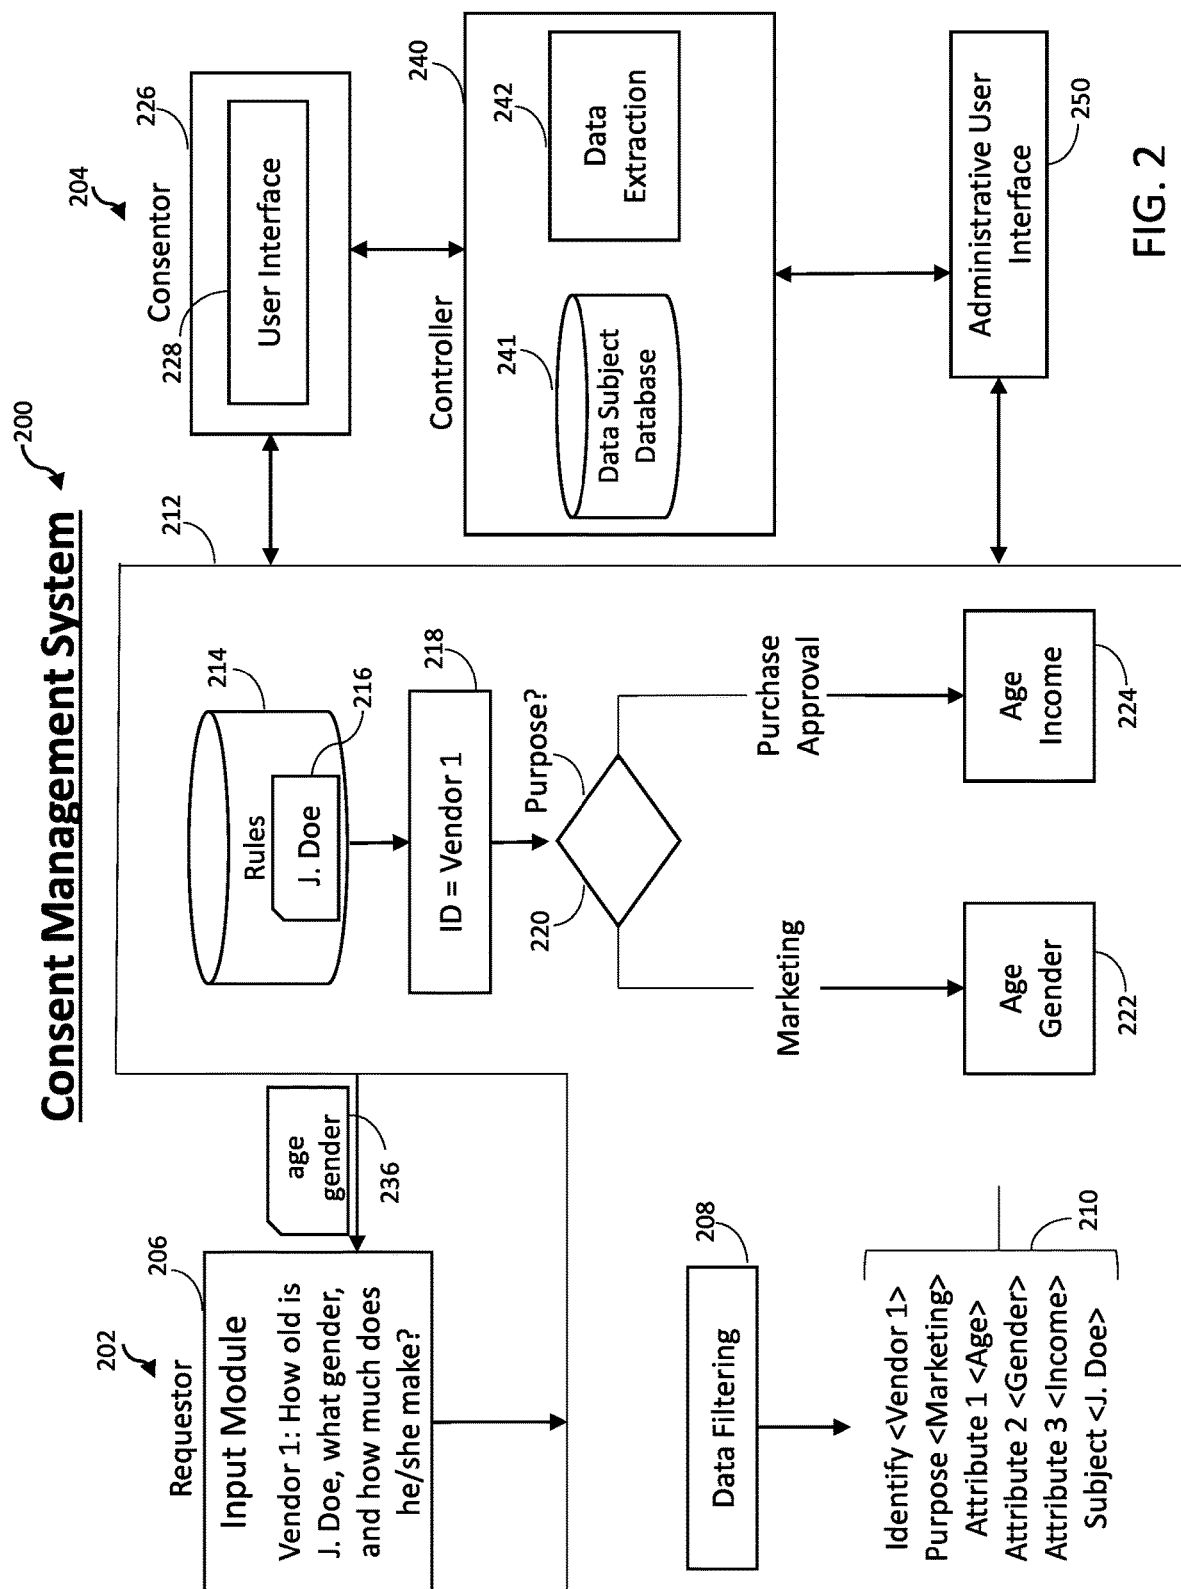 Consent Management System
200
202
Requestor
206
Input Module
Vendor 1: How old is
J. Doe, what gender,
and how much does
he/she make?
age
gender
236
208
Data Filtering
210
Identify <Vendor 1>
Purpose <Marketing>
Attribute 1 <Age>
Attribute 2 <Gender>
Attribute 3 <Income>
Subject <J. Doe>
212
214
Rules
216
J. Doe
218
ID = Vendor 1
Purpose?
220
Marketing
Purchase
Approval
Age
Gender
222
Age
Income
224
204
Consentor
226
228
User Interface
Controller
240
241
Data Subject
Database
242
Data
Extraction
Administrative User
Interface
250
FIG. 2